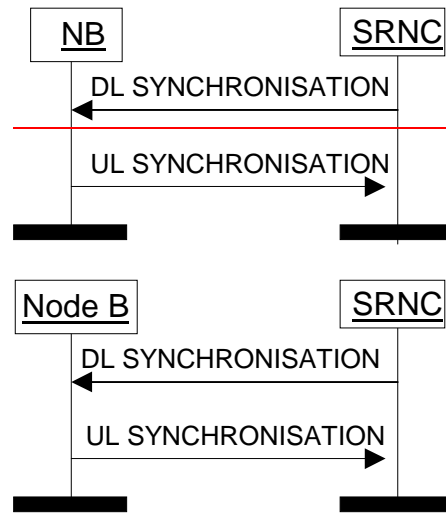 NB SRNC
DL SYNCHRONISATION
UL SYNCHRONISATION
Node B SRNC
DL SYNCHRONISATION
UL SYNCHRONISATION